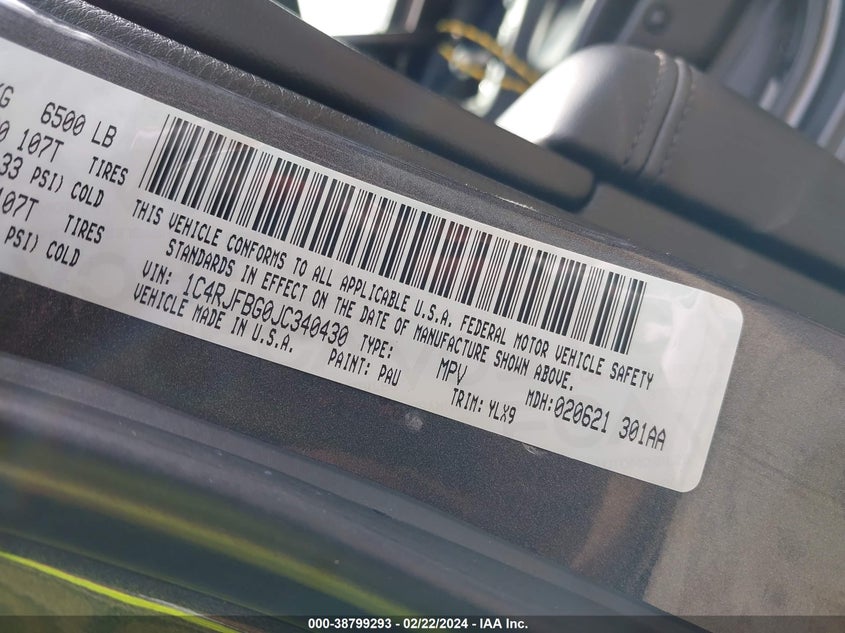 KG 6500 LB
107T TIRES
33 PSI) COLD
107T TIRES
PSI) COLD
THIS VEHICLE CONFORMS TO ALL APPLICABLE U.S.A. FEDERAL MOTOR VEHICLE SAFETY
STANDARDS IN EFFECT ON THE DATE OF MANUFACTURE SHOWN ABOVE.
VIN: 1C4RJFBG0JC340430 TYPE: MPV MDH:020621 301AA
VEHICLE MADE IN U.S.A. PAINT: PAU TRIM: YLX9
000-38799293 - 02/22/2024 - IAA Inc.